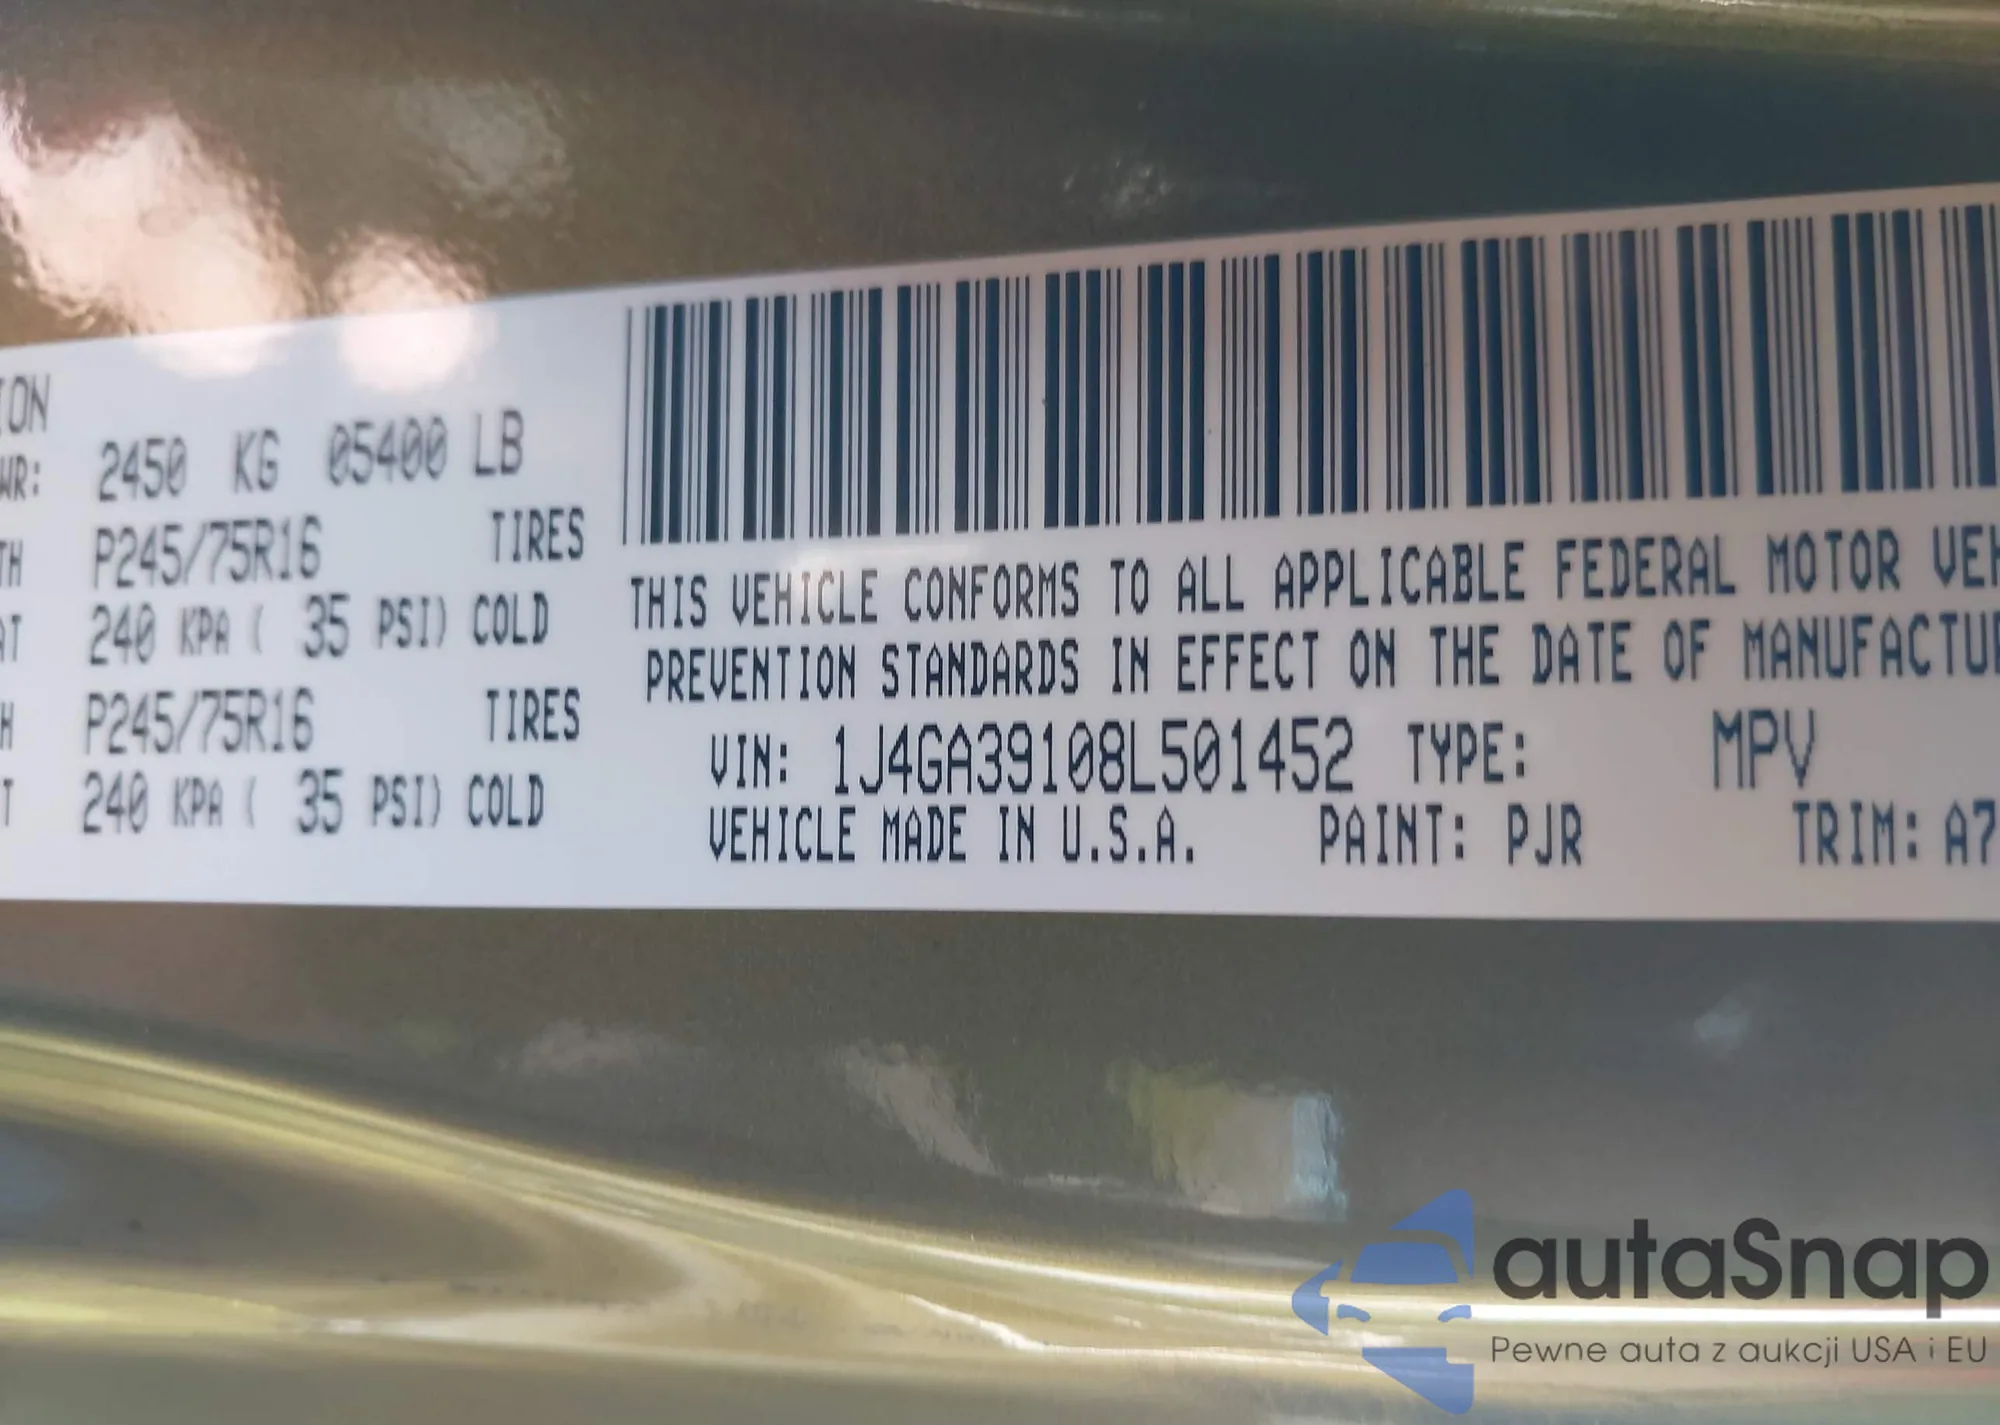 ION
WR: 2450 KG 05400 LB
TH P245/75R16 TIRES
AT 240 KPA ( 35 PSI) COLD
H P245/75R16 TIRES
T 240 KPA ( 35 PSI) COLD
THIS VEHICLE CONFORMS TO ALL APPLICABLE FEDERAL MOTOR VEH
PREVENTION STANDARDS IN EFFECT ON THE DATE OF MANUFACTUR
VIN: 1J4GA39108L501452 TYPE: MPV
VEHICLE MADE IN U.S.A. PAINT: PJR TRIM: A7
autaSnap
Pewne auta z aukcji USA i EU